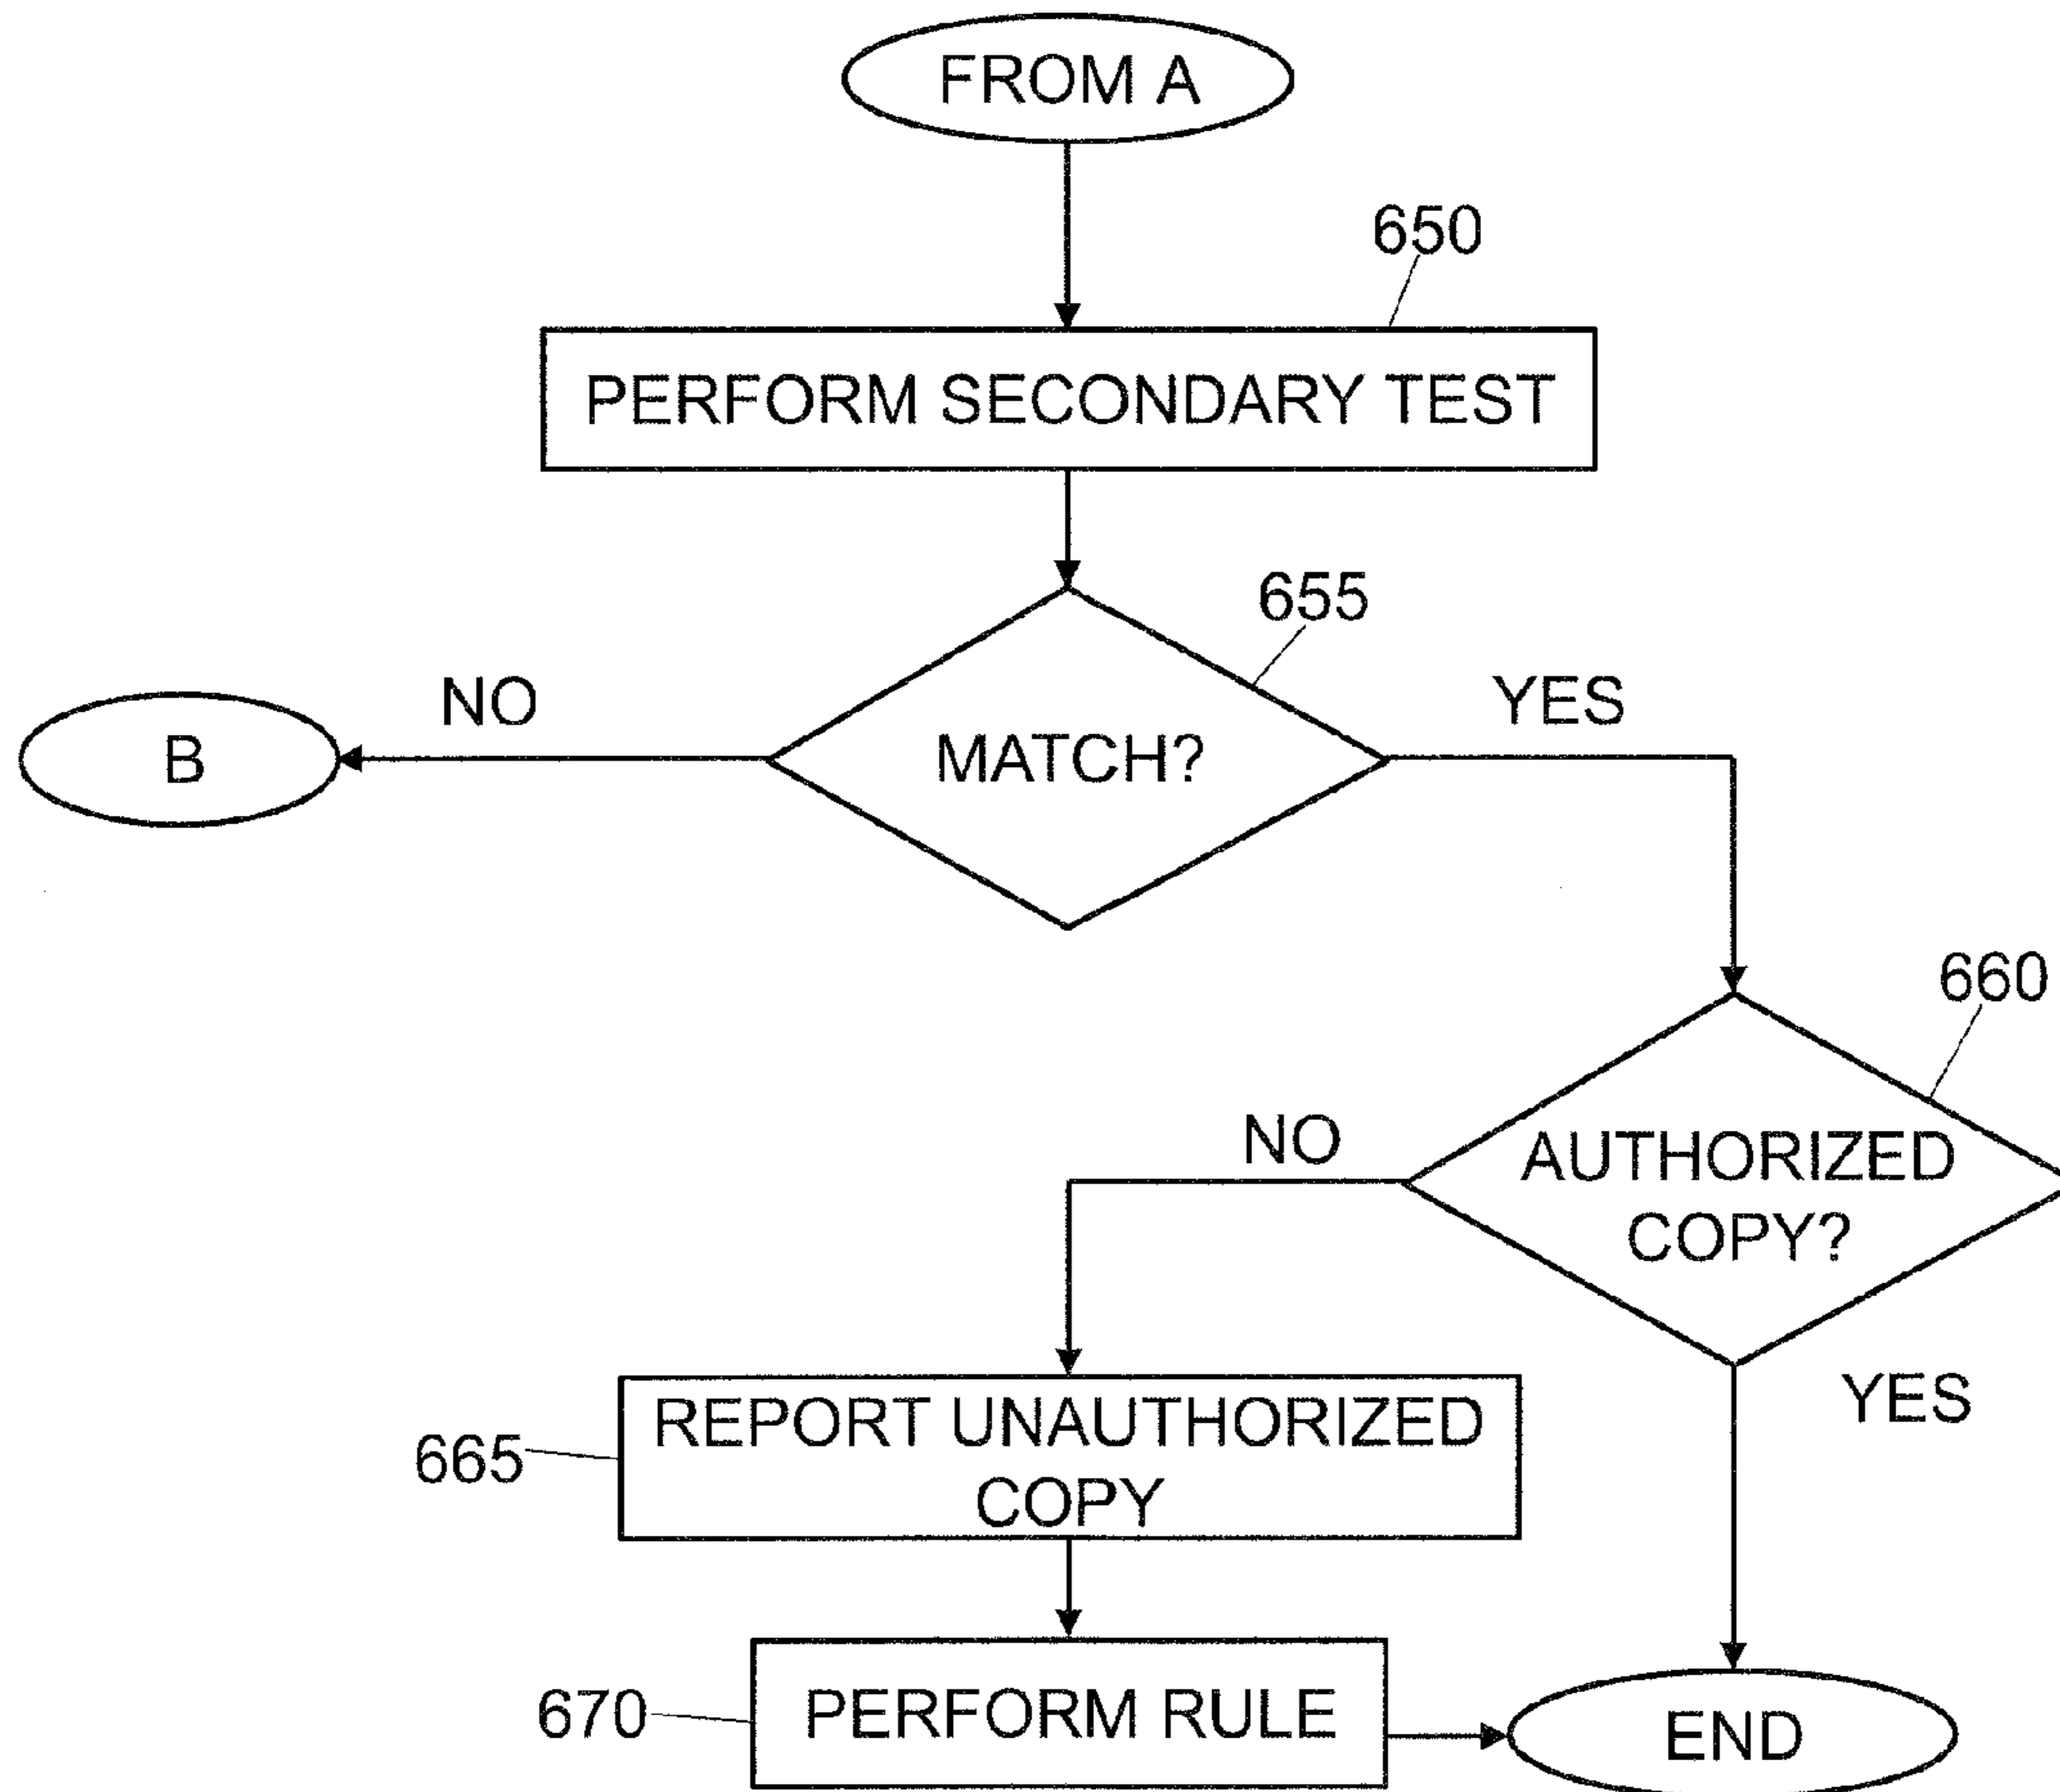 FROM A
650
PERFORM SECONDARY TEST
655
NO
YES
B
MATCH?
660
NO
AUTHORIZED
COPY?
YES
REPORT UNAUTHORIZED
COPY
665
670
PERFORM RULE
END